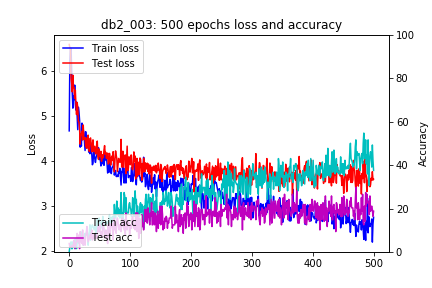 db2_003: 500 epochs loss and accuracy
Train loss
Test loss
Train acc
Test acc
Loss
6
5
4
3
2
Accuracy
100
80
60
40
20
0
0
100
200
300
400
500